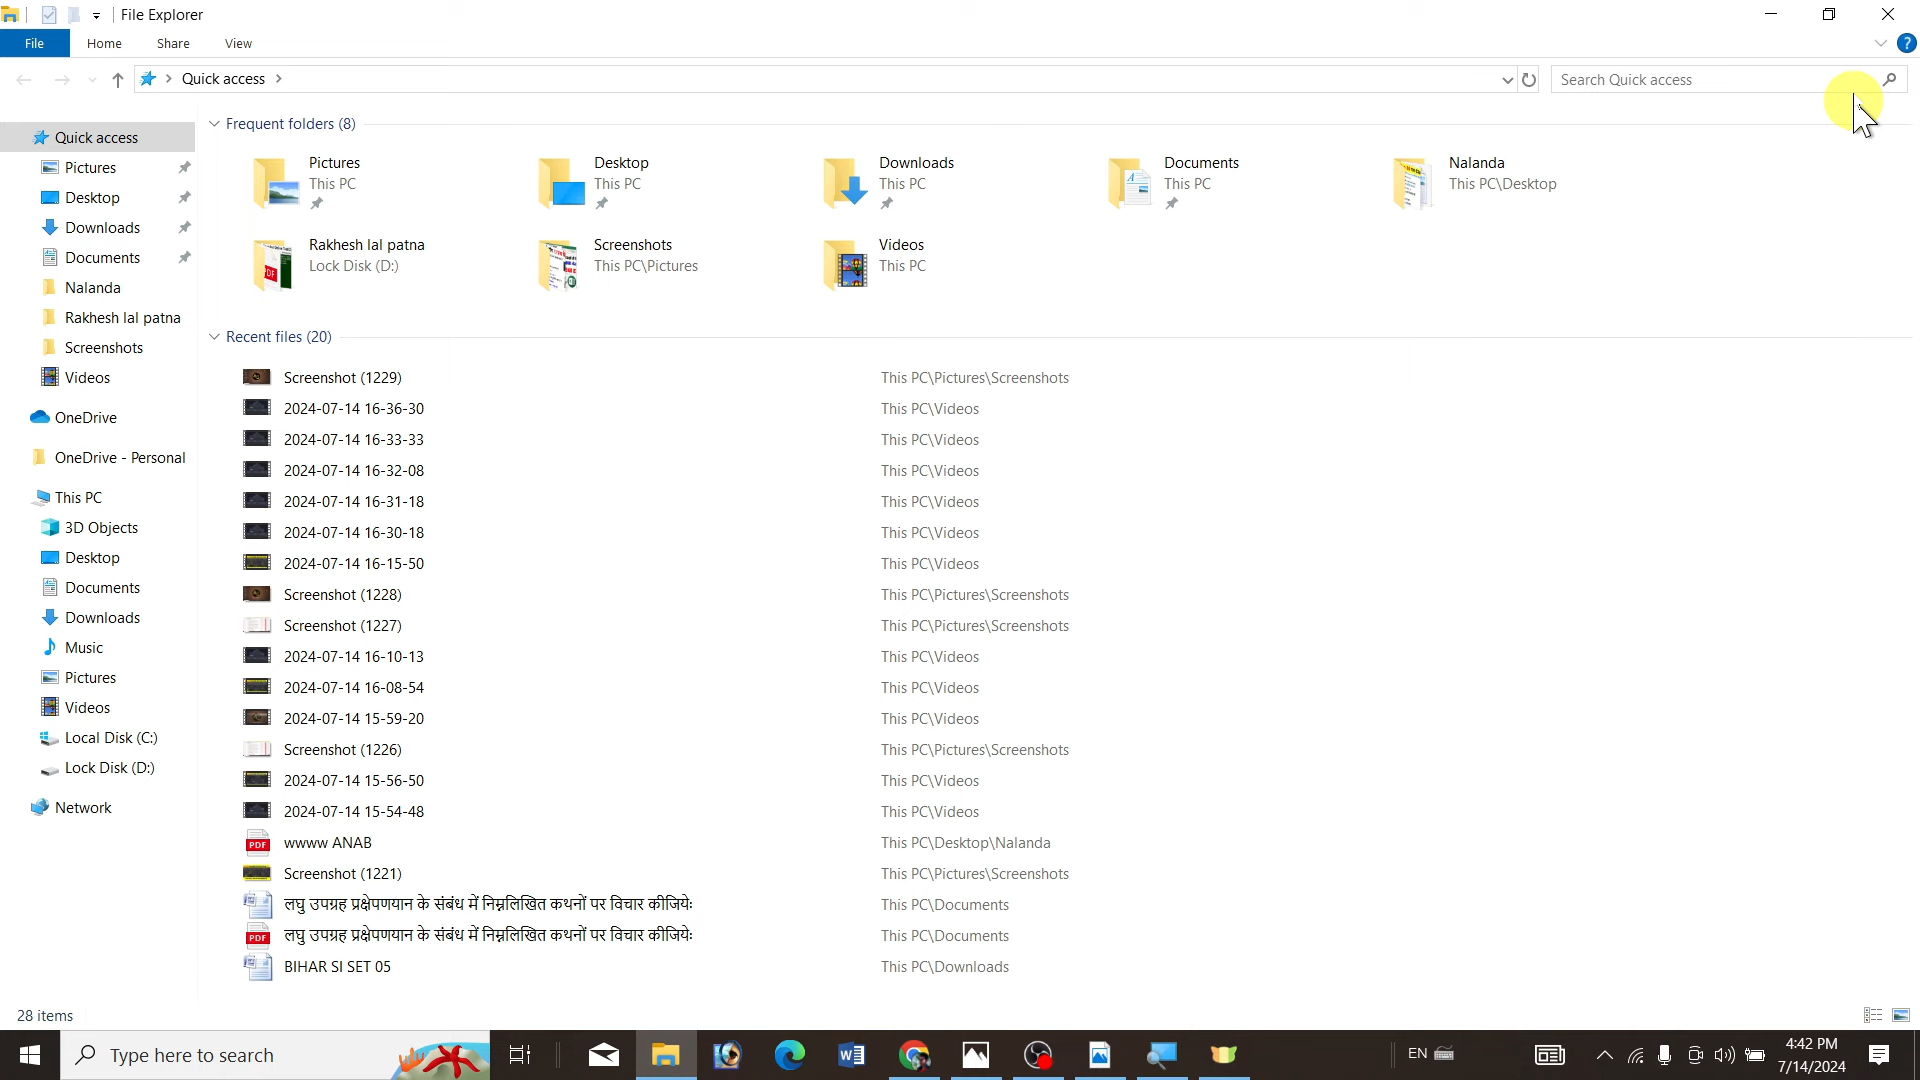 File Explorer
File Home Share View
Quick access
Search Quick access
Quick access
Pictures
Desktop
Downloads
Documents
Nalanda
Rakhesh lal patna
Screenshots
Videos
OneDrive
OneDrive - Personal
This PC
3D Objects
Desktop
Documents
Downloads
Music
Pictures
Videos
Local Disk (C:)
Lock Disk (D:)
Network
Frequent folders (8)
Pictures
This PC
Desktop
This PC
Downloads
This PC
Documents
This PC
Nalanda
This PC\Desktop
Rakhesh lal patna
Lock Disk (D:)
Screenshots
This PC\Pictures
Videos
This PC
Recent files (20)
Screenshot (1229) This PC\Pictures\Screenshots
2024-07-14 16-36-30 This PC\Videos
2024-07-14 16-33-33 This PC\Videos
2024-07-14 16-32-08 This PC\Videos
2024-07-14 16-31-18 This PC\Videos
2024-07-14 16-30-18 This PC\Videos
2024-07-14 16-15-50 This PC\Videos
Screenshot (1228) This PC\Pictures\Screenshots
Screenshot (1227) This PC\Pictures\Screenshots
2024-07-14 16-10-13 This PC\Videos
2024-07-14 16-08-54 This PC\Videos
2024-07-14 15-59-20 This PC\Videos
Screenshot (1226) This PC\Pictures\Screenshots
2024-07-14 15-56-50 This PC\Videos
2024-07-14 15-54-48 This PC\Videos
wwww ANAB This PC\Desktop\Nalanda
Screenshot (1221) This PC\Pictures\Screenshots
लघु उपग्रह प्रक्षेपणयान के संबंध में निम्नलिखित कथनों पर विचार कीजियेः This PC\Documents
लघु उपग्रह प्रक्षेपणयान के संबंध में निम्नलिखित कथनों पर विचार कीजियेः This PC\Documents
BIHAR SI SET 05 This PC\Downloads
28 items
Type here to search
EN
4:42 PM
7/14/2024